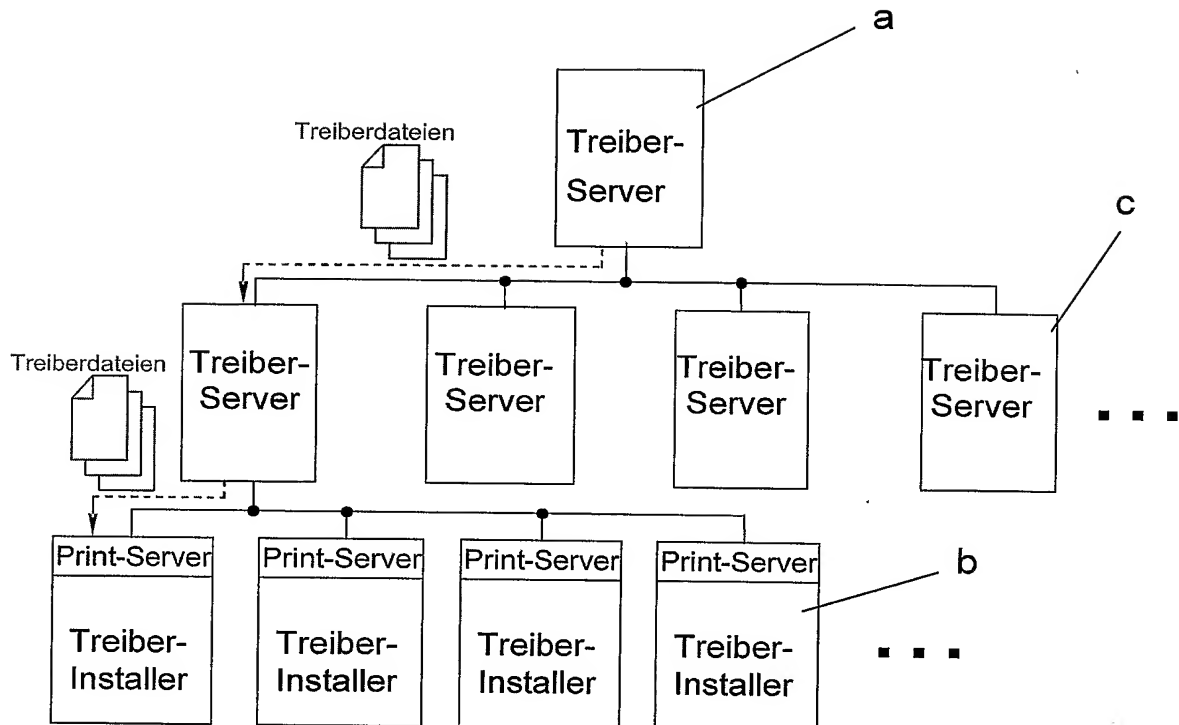 a
Treiber-
Server
Treiberdateien
c
Treiber-
Server
Treiber-
Server
Treiber-
Server
Treiber-
Server
Treiberdateien
Print-Server
Print-Server
Print-Server
Print-Server
b
Treiber-
Installer
Treiber-
Installer
Treiber-
Installer
Treiber-
Installer